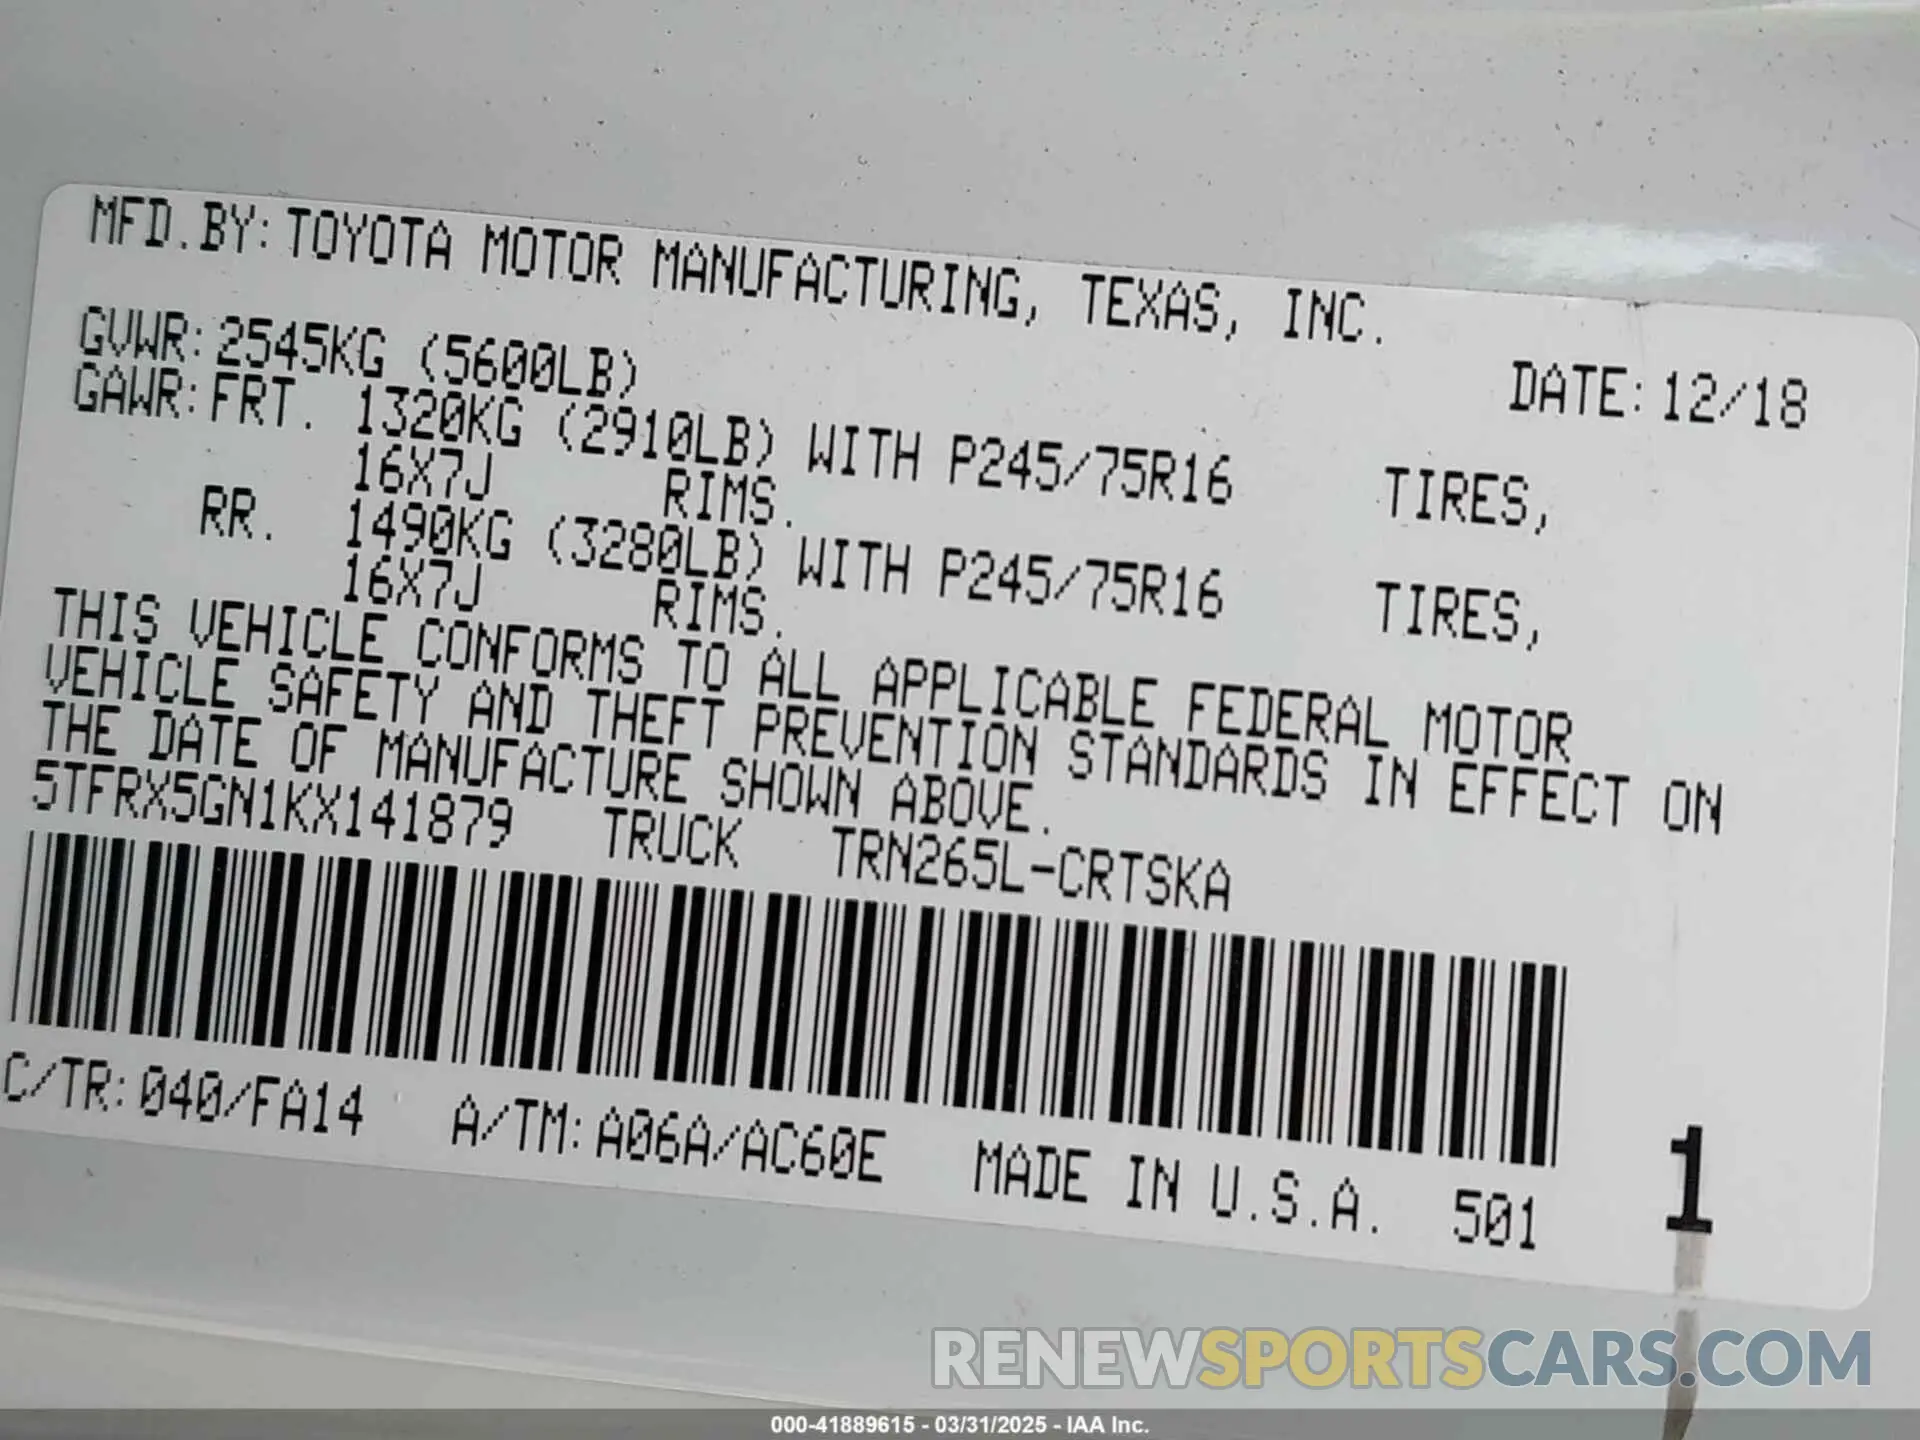 MFD.BY: TOYOTA MOTOR MANUFACTURING, TEXAS, INC.
GVWR: 2545KG (5600LB) DATE: 12/18
GAWR: FRT. 1320KG (2910LB) WITH P245/75R16 TIRES,
16X7J RIMS.
RR. 1490KG (3280LB) WITH P245/75R16 TIRES,
16X7J RIMS.
THIS VEHICLE CONFORMS TO ALL APPLICABLE FEDERAL MOTOR
VEHICLE SAFETY AND THEFT PREVENTION STANDARDS IN EFFECT ON
THE DATE OF MANUFACTURE SHOWN ABOVE.
5TFRX5GN1KX141879 TRUCK TRN265L-CRTSKA
C/TR: 040/FA14 A/TM: A06A/AC60E MADE IN U.S.A. 501
1
RENEWSPORTSCARS.COM
000-41889615 - 03/31/2025 - IAA Inc.